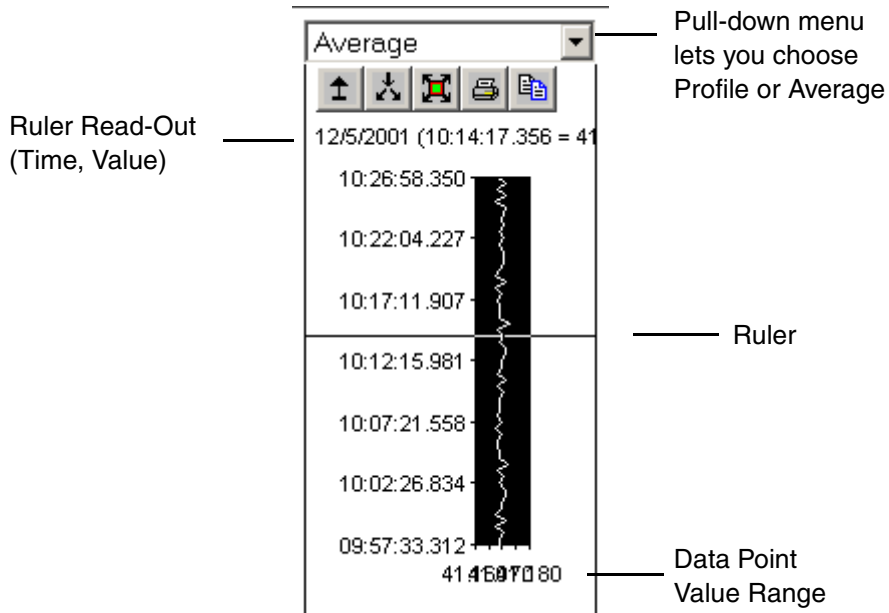 Average
Pull-down menu
lets you choose
Profile or Average
Ruler Read-Out
(Time, Value)
12/5/2001 (10:14:17.356 = 41
10:26:58.350
10:22:04.227
10:17:11.907
Ruler
10:12:15.981
10:07:21.558
10:02:26.834
09:57:33.312
Data Point
Value Range